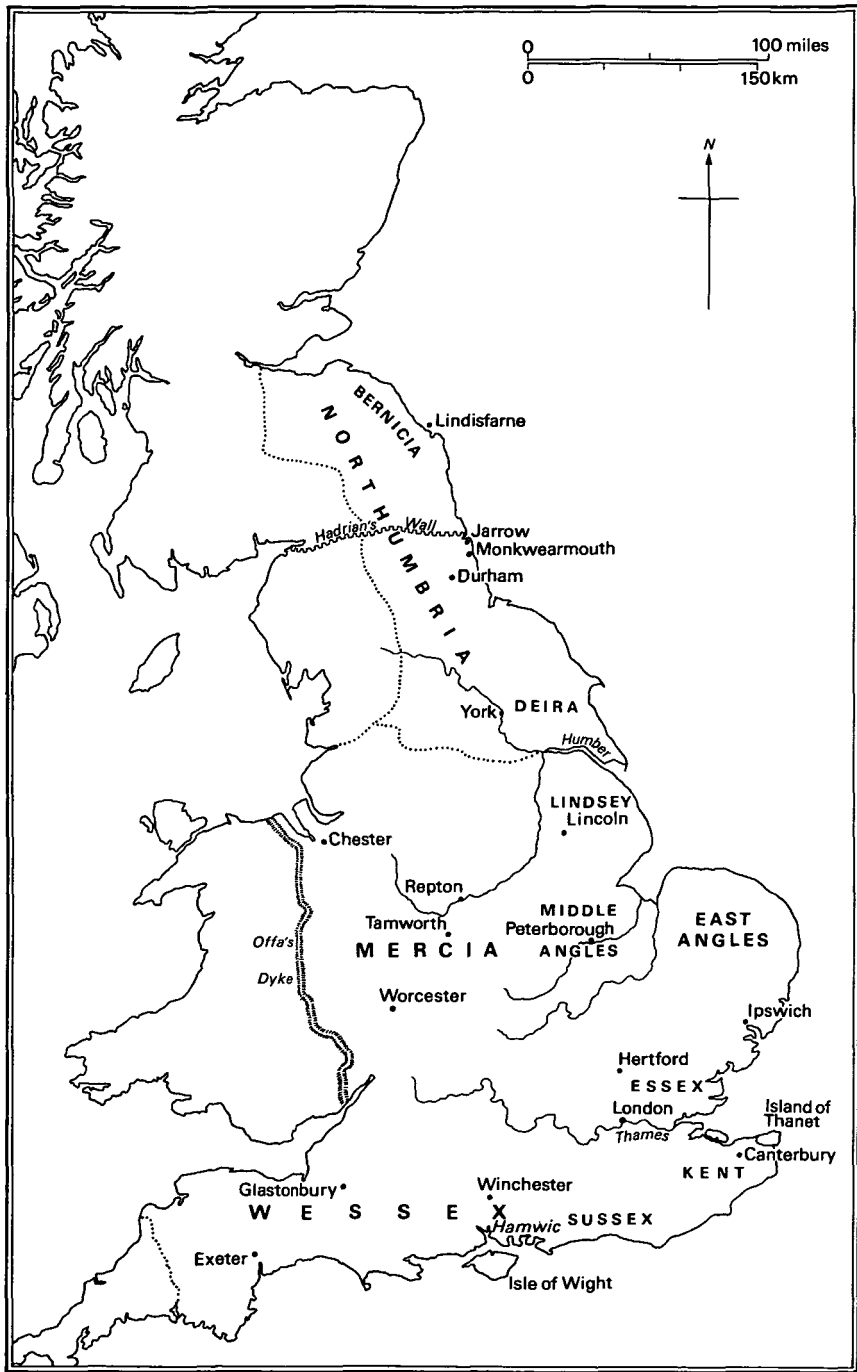 0 100 miles
0 150km
N
BERNICIA
Lindisfarne
NORTHUMBRIA
Hadrian's Wall
Jarrow
Monkwearmouth
Durham
York
DEIRA
Humber
LINDSEY
Lincoln
Chester
Repton
Tamworth
MIDDLE
Peterborough
ANGLES
EAST
ANGLES
MERCIA
Offa's
Dyke
Worcester
Ipswich
Hertford
ESSEX
London
Thames
Island of
Thanet
Canterbury
KENT
Glastonbury
Winchester
WESSEX
Hamwic
SUSSEX
Exeter
Isle of Wight